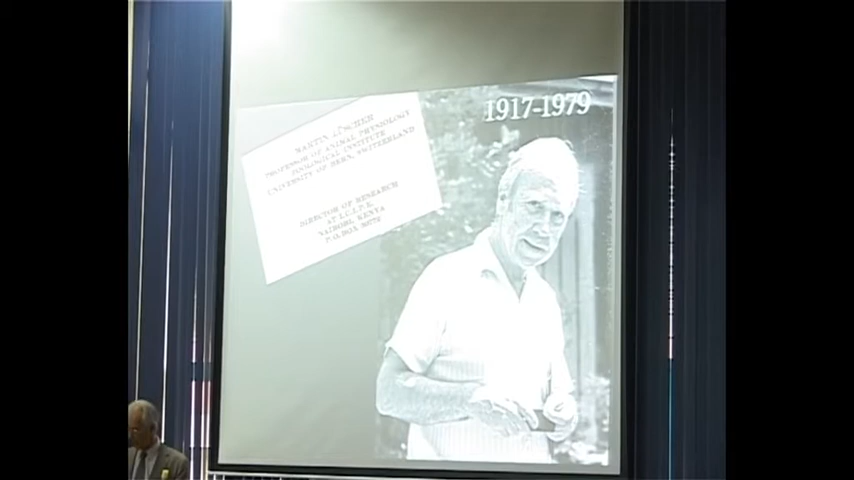 MARTIN LÜSCHER
PROFESSOR OF ANIMAL PHYSIOLOGY
ZOOLOGICAL INSTITUTE
UNIVERSITY OF BERN, SWITZERLAND
DIRECTOR OF RESEARCH
AT I.C.I.P.E.
NAIROBI, KENYA
P.O. BOX
1917-1979